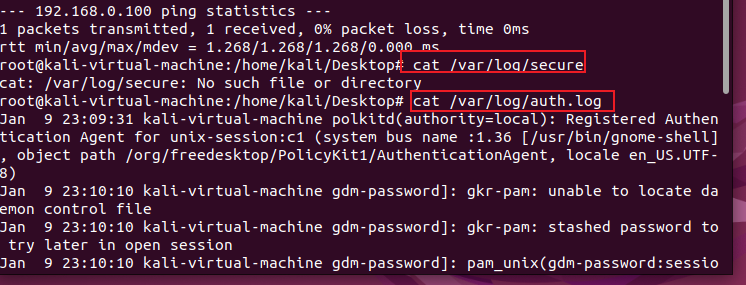 --- 192.168.0.100 ping statistics ---
1 packets transmitted, 1 received, 0% packet loss, time 0ms
rtt min/avg/max/mdev = 1.268/1.268/1.268/0.000 ms
root@kali-virtual-machine:/home/kali/Desktop# cat /var/log/secure
cat: /var/log/secure: No such file or directory
root@kali-virtual-machine:/home/kali/Desktop# cat /var/log/auth.log
Jan  9 23:09:31 kali-virtual-machine polkitd(authority=local): Registered Authen
tication Agent for unix-session:c1 (system bus name :1.36 [/usr/bin/gnome-shell]
, object path /org/freedesktop/PolicyKit1/AuthenticationAgent, locale en_US.UTF-
8)
Jan  9 23:10:10 kali-virtual-machine gdm-password]: gkr-pam: unable to locate da
emon control file
Jan  9 23:10:10 kali-virtual-machine gdm-password]: gkr-pam: stashed password to
 try later in open session
Jan  9 23:10:10 kali-virtual-machine gdm-password]: pam_unix(gdm-password:sessio